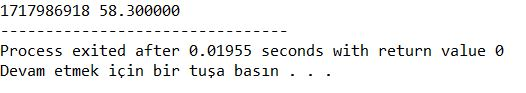 1717986918 58.300000
--------------------------------
Process exited after 0.01955 seconds with return value 0
Devam etmek için bir tuşa basın . . .